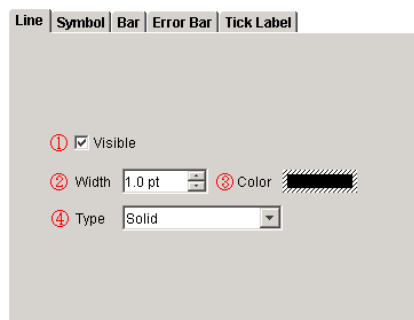 Line Symbol Bar Error Bar Tick Label
① Visible
② Width 1.0 pt ③ Color
④ Type Solid